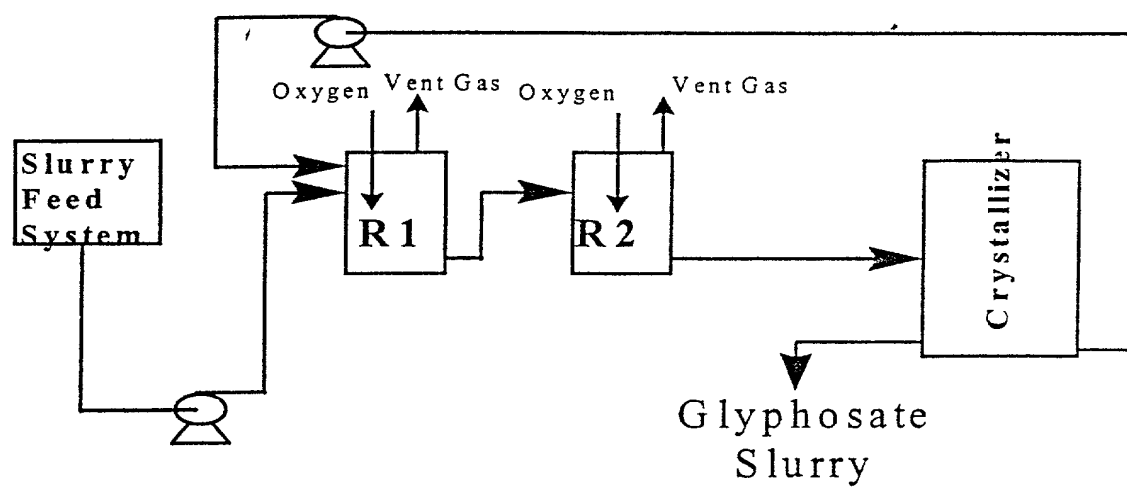 Oxygen
Vent Gas
Oxygen
Vent Gas
Slurry
Feed
System
R1
R2
Crystallizer
Glyphosate
Slurry